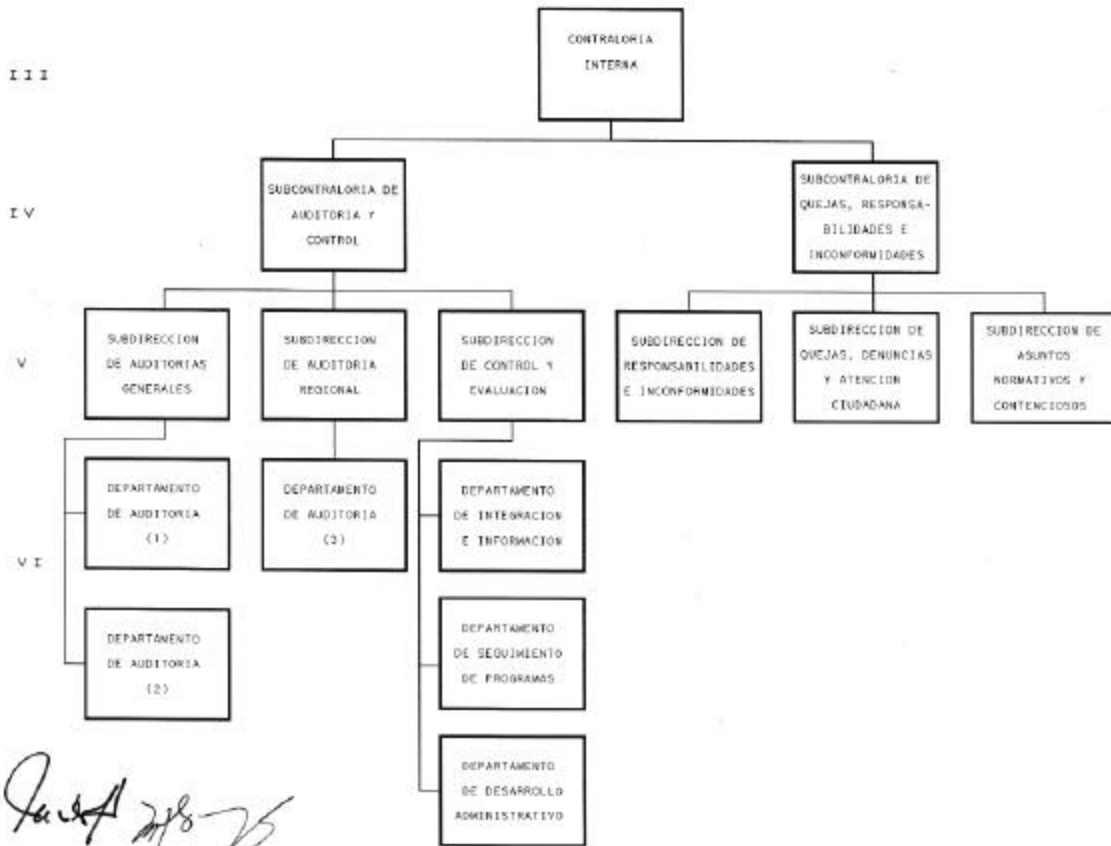 CONTRALORIA
INTERNA
III
SUBCONTRALORIA DE
AUDITORIA Y
CONTROL
SUBCONTRALORIA DE
QUEJAS, RESPONSA-
BILIDADES E
INCONFORMIDADES
IV
SUBDIRECCION
DE AUDITORIAS
GENERALES
SUBDIRECCION
DE AUDITORIA
REGIONAL
SUBDIRECCION
DE CONTROL Y
EVALUACION
SUBDIRECCION DE
RESPONSABILIDADES
E INCONFORMIDADES
SUBDIRECCION DE
QUEJAS, DENUNCIAS
Y ATENCION
CIUDADANA
SUBDIRECCION DE
ASUNTOS
NORMATIVOS Y
CONTENCIOSOS
V
DEPARTAMENTO
DE AUDITORIA
(1)
DEPARTAMENTO
DE AUDITORIA
(3)
DEPARTAMENTO
DE INTEGRACION
E INFORMACION
VI
DEPARTAMENTO
DE AUDITORIA
(2)
DEPARTAMENTO
DE SEGUIMIENTO
DE PROGRAMAS
DEPARTAMENTO
DE DESARROLLO
ADMINISTRATIVO